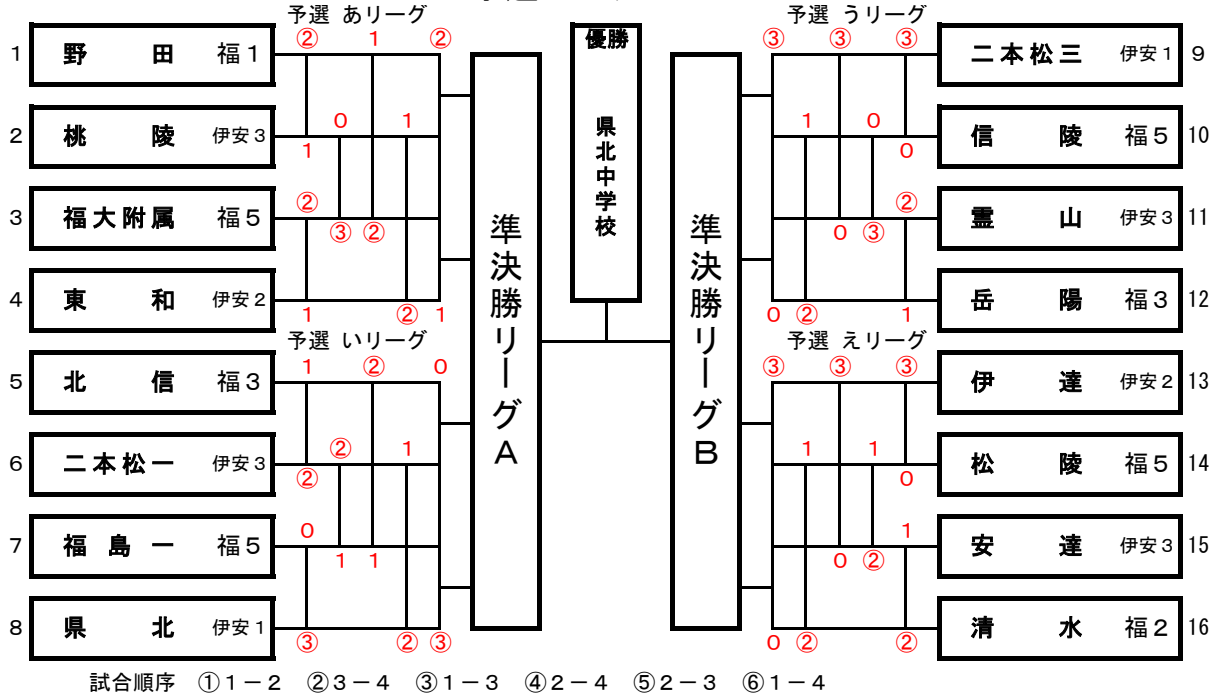 予選 あリーグ
② 1 ②
1 野田 福1
0 1
2 桃陵 伊安3
1
②
3 福大附属 福5
③ ②
4 東和 伊安2
1 ② 1
予選 いリーグ
1 ② 0
5 北信 福3
② 1
6 二本松一 伊安3
②
0
7 福島一 福5
1 1
8 県北 伊安1
③ ② ③
準決勝リーグA
優勝
県北中学校
準決勝リーグB
予選 うリーグ
③ ③ ③
二本松三 伊安1 9
1 0
信陵 福5 10
0
②
霊山 伊安3 11
0 ③
岳陽 福3 12
0 ② 1
予選 えリーグ
③ ③ ③
伊達 伊安2 13
1 1
松陵 福5 14
0
1
安達 伊安3 15
0 ②
清水 福2 16
0 ② ②
試合順序 ①1-2 ②3-4 ③1-3 ④2-4 ⑤2-3 ⑥1-4